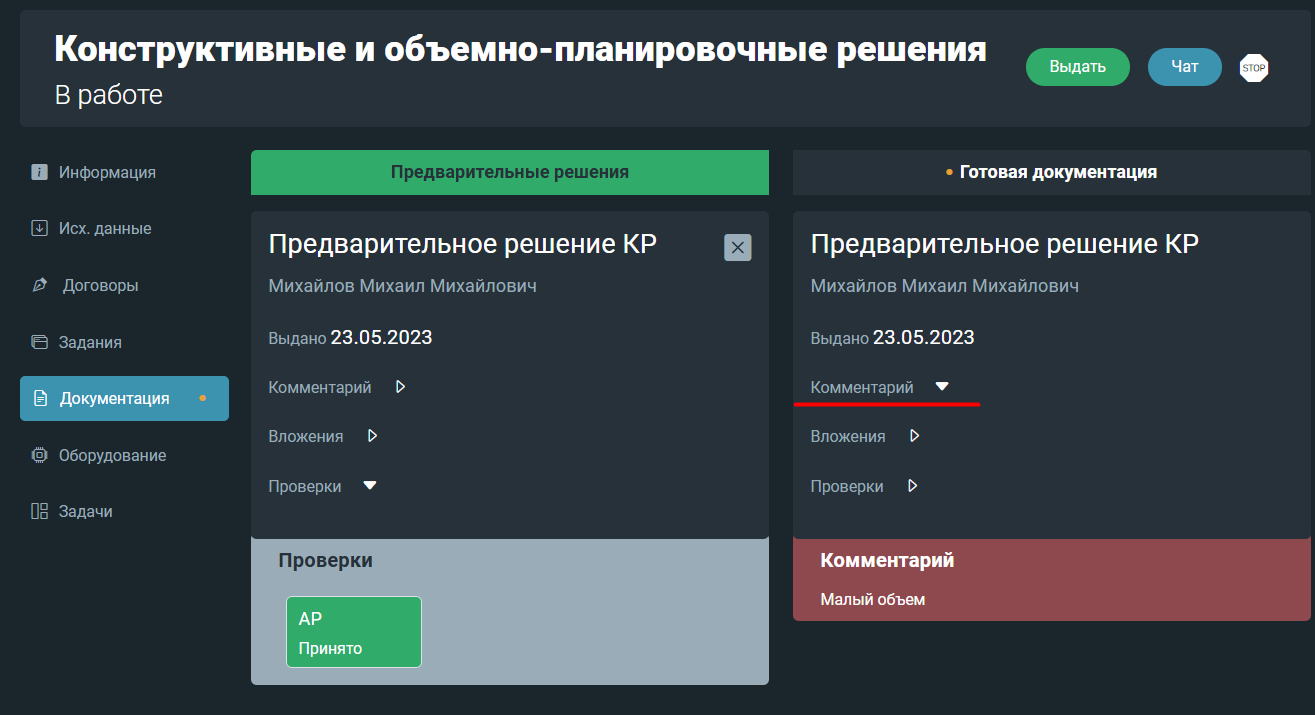 Конструктивные и объемно-планировочные решения
В работе
Выдать
Чат
STOP
Информация
Исх. данные
Договоры
Задания
Документация
Оборудование
Задачи
Предварительные решения
Предварительное решение КР
Михайлов Михаил Михайлович
Выдано 23.05.2023
Комментарий
Вложения
Проверки
Проверки
АР
Принято
Готовая документация
Предварительное решение КР
Михайлов Михаил Михайлович
Выдано 23.05.2023
Комментарий
Вложения
Проверки
Комментарий
Малый объем